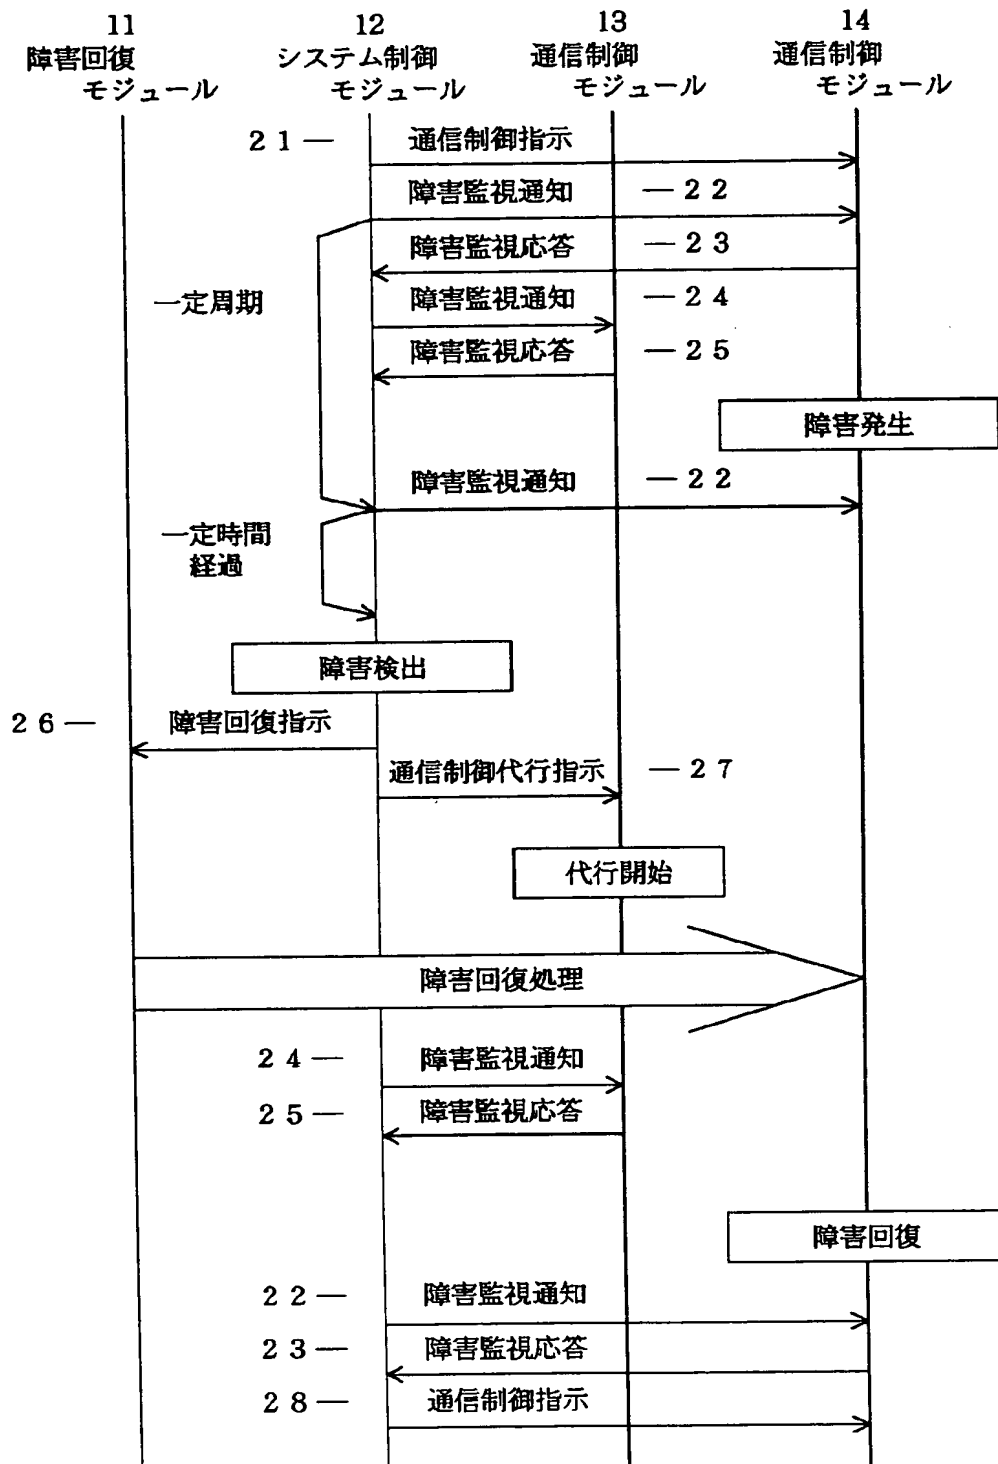 11
障害回復
モジュール
12
システム制御
モジュール
13
通信制御
モジュール
14
通信制御
モジュール
21― 通信制御指示
障害監視通知 ―22
障害監視応答 ―23
一定周期
障害監視通知 ―24
障害監視応答 ―25
障害発生
障害監視通知 ―22
一定時間
経過
障害検出
26― 障害回復指示
通信制御代行指示 ―27
代行開始
障害回復処理
24― 障害監視通知
25― 障害監視応答
障害回復
22― 障害監視通知
23― 障害監視応答
28― 通信制御指示